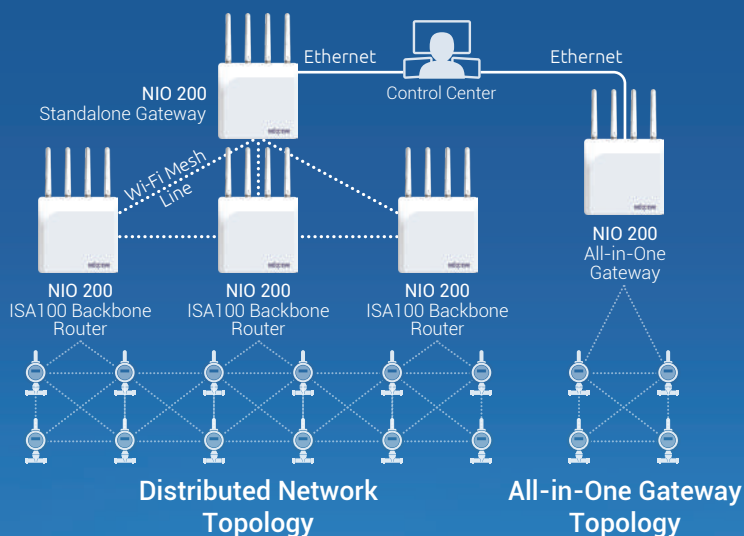 Ethernet
Ethernet
Control Center
NIO 200
Standalone Gateway
Wi-Fi Mesh
Line
NIO 200
All-in-One
Gateway
NIO 200
ISA100 Backbone
Router
NIO 200
ISA100 Backbone
Router
NIO 200
ISA100 Backbone
Router
Distributed Network
Topology
All-in-One Gateway
Topology